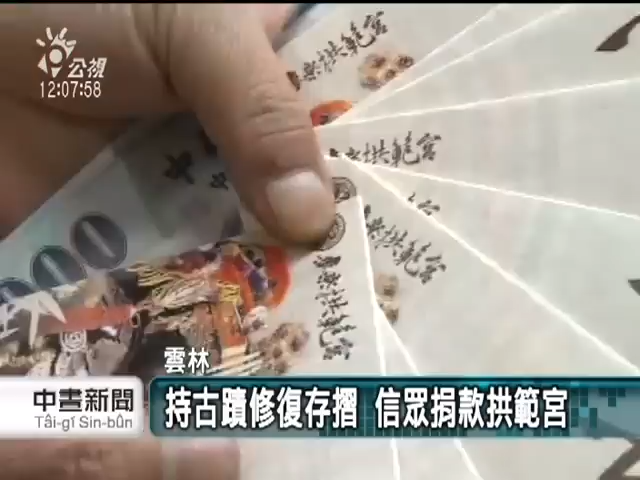 公視
12:07:58
拱範宮
拱範宮
拱範宮
拱範宮
雲林
中晝新聞
Tâi-gí Sin-bûn
持古蹟修復存摺 信眾捐款拱範宮